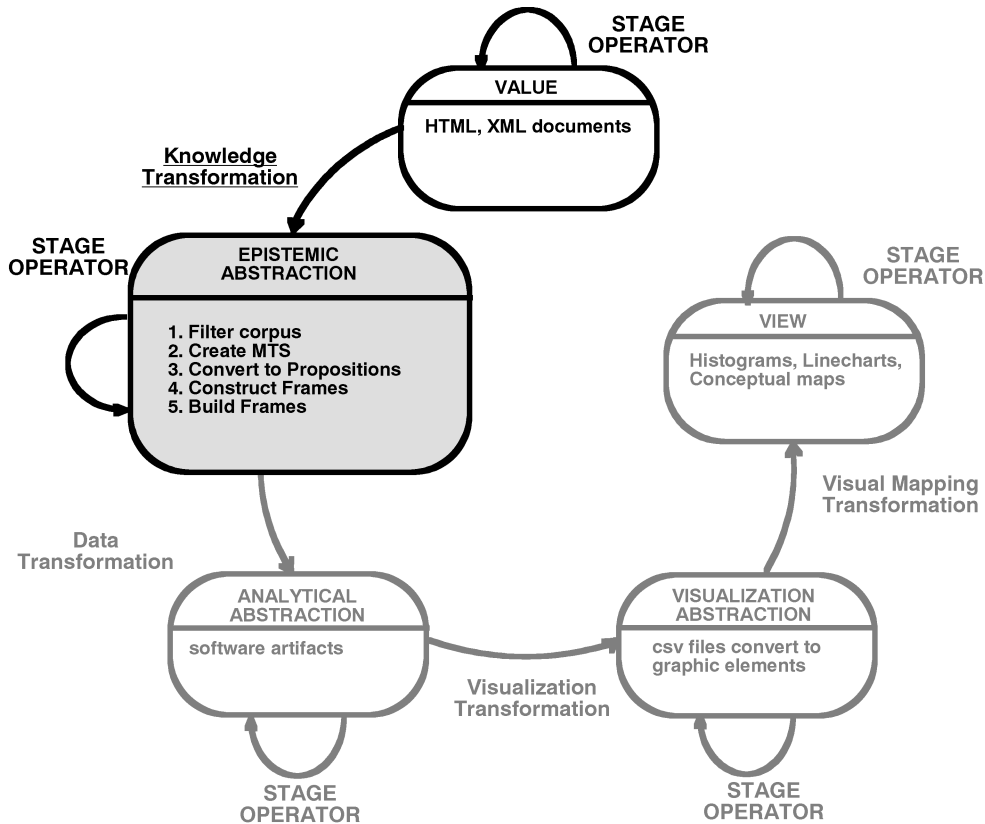 STAGE
OPERATOR
VALUE
HTML, XML documents
Knowledge
Transformation
STAGE
OPERATOR
EPISTEMIC
ABSTRACTION
1. Filter corpus
2. Create MTS
3. Convert to Propositions
4. Construct Frames
5. Build Frames
STAGE
OPERATOR
VIEW
Histograms, Linecharts,
Conceptual maps
Visual Mapping
Transformation
Data
Transformation
ANALYTICAL
ABSTRACTION
software artifacts
STAGE
OPERATOR
Visualization
Transformation
VISUALIZATION
ABSTRACTION
csv files convert to
graphic elements
STAGE
OPERATOR